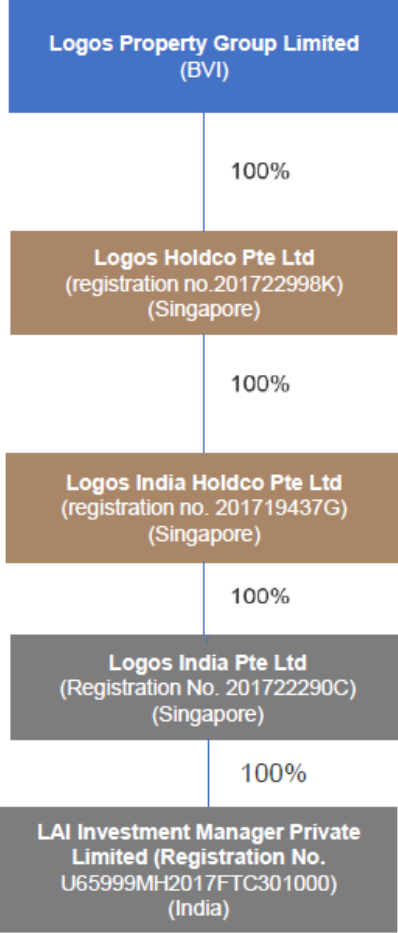 Logos Property Group Limited
(BVI)
100%
Logos Holdco Pte Ltd
(registration no.201722998K)
(Singapore)
100%
Logos India Holdco Pte Ltd
(registration no. 201719437G)
(Singapore)
100%
Logos India Pte Ltd
(Registration No. 201722290C)
(Singapore)
100%
LAI Investment Manager Private
Limited (Registration No.
U65999MH2017FTC301000)
(India)